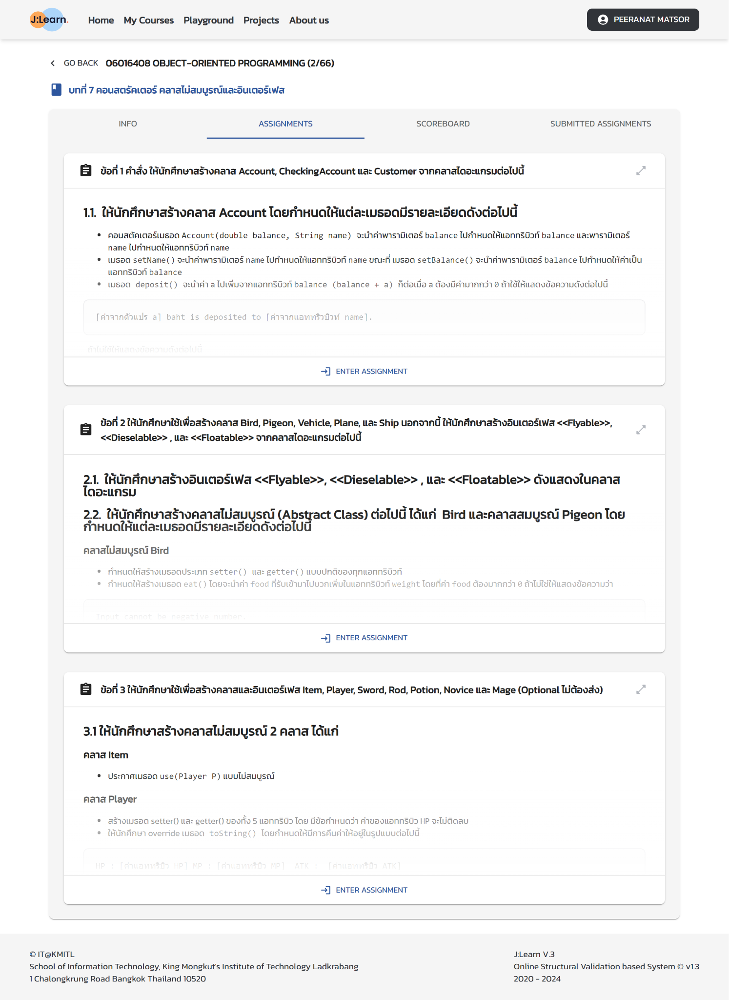 J:Learn.
Home
My Courses
Playground
Projects
About us
PEERANAT MATSOR
GO BACK
06016408 OBJECT-ORIENTED PROGRAMMING (2/66)
บทที่ 7 คอนสตรัคเตอร์ คลาสไม่สมบูรณ์และอินเตอร์เฟส
INFO
ASSIGNMENTS
SCOREBOARD
SUBMITTED ASSIGNMENTS
ข้อที่ 1 คำสั่ง ให้นักศึกษาสร้างคลาส Account, CheckingAccount และ Customer จากคลาสไดอะแกรมต่อไปนี้
1.1. ให้นักศึกษาสร้างคลาส Account โดยกำหนดให้แต่ละเมธอดมีรายละเอียดดังต่อไปนี้
คอนสตัคเตอร์เมธอด Account(double balance, String name) จะนำค่าพารามิเตอร์ balance ไปกำหนดให้แอททริบิวท์ balance และพารามิเตอร์
name ไปกำหนดให้แอททริบิวท์ name
เมธอด setName() จะนำค่าพารามิเตอร์ name ไปกำหนดให้แอททริบิวท์ name ขณะที่ เมธอด setBalance() จะนำค่าพารามิเตอร์ balance ไปกำหนดให้ค่าเป็น
แอททริบิวท์ balance
เมธอด deposit() จะนำค่า a ไปเพิ่มจากแอททริบิวท์ balance (balance + a) ก็ต่อเมื่อ a ต้องมีค่ามากกว่า 0 ถ้าใช้ให้แสดงข้อความดังต่อไปนี้
[ค่าจากตัวแปร a] baht is deposited to [ค่าจากแอททริวบิวท์ name].
ถ้าไม่ใช้ให้แสดงข้อความดังต่อไปนี้
ENTER ASSIGNMENT
ข้อที่ 2 ให้นักศึกษาใช้เพื่อสร้างคลาส Bird, Pigeon, Vehicle, Plane, และ Ship นอกจากนี้ ให้นักศึกษาสร้างอินเตอร์เฟส <<Flyable>>,
<<Dieselable>> , และ <<Floatable>> จากคลาสไดอะแกรมต่อไปนี้
2.1. ให้นักศึกษาสร้างอินเตอร์เฟส <<Flyable>>, <<Dieselable>> , และ <<Floatable>> ดังแสดงในคลาส
ไดอะแกรม
2.2. ให้นักศึกษาสร้างคลาสไม่สมบูรณ์ (Abstract Class) ต่อไปนี้ ได้แก่ Bird และคลาสสมบูรณ์ Pigeon โดย
กำหนดให้แต่ละเมธอดมีรายละเอียดดังต่อไปนี้
คลาสไม่สมบูรณ์ Bird
กำหนดให้สร้างเมธอดประเภท setter() และ getter() แบบปกติของทุกแอททริบิวท์
กำหนดให้สร้างเมธอด eat() โดยจะนำค่า food ที่รับเข้ามาไปบวกเพิ่มในแอททริบิวท์ weight โดยที่ค่า food ต้องมากกว่า 0 ถ้าไม่ใช่ให้แสดงข้อความว่า
Input cannot be negative number.
ENTER ASSIGNMENT
ข้อที่ 3 ให้นักศึกษาใช้เพื่อสร้างคลาสและอินเตอร์เฟส Item, Player, Sword, Rod, Potion, Novice และ Mage (Optional ไม่ต้องส่ง)
3.1 ให้นักศึกษาสร้างคลาสไม่สมบูรณ์ 2 คลาส ได้แก่
คลาส Item
ประกาศเมธอด use(Player P) แบบไม่สมบูรณ์
คลาส Player
สร้างเมธอด setter() และ getter() ของทั้ง 5 แอททริบิว โดย มีข้อกำหนดว่า ค่าของแอททริบิว HP จะไม่ติดลบ
ให้นักศึกษา override เมธอด toString() โดยกำหนดให้มีการคืนค่าให้อยู่ในรูปแบบต่อไปนี้
HP : [ค่าแอททริบิว HP] MP : [ค่าแอททริบิว MP] ATK : [ค่าแอททริบิว ATK]
ENTER ASSIGNMENT
© IT@KMITL
School of Information Technology, King Mongkut's Institute of Technology Ladkrabang
1 Chalongkrung Road Bangkok Thailand 10520
J:Learn V.3
Online Structural Validation based System © v1.3
2020 - 2024